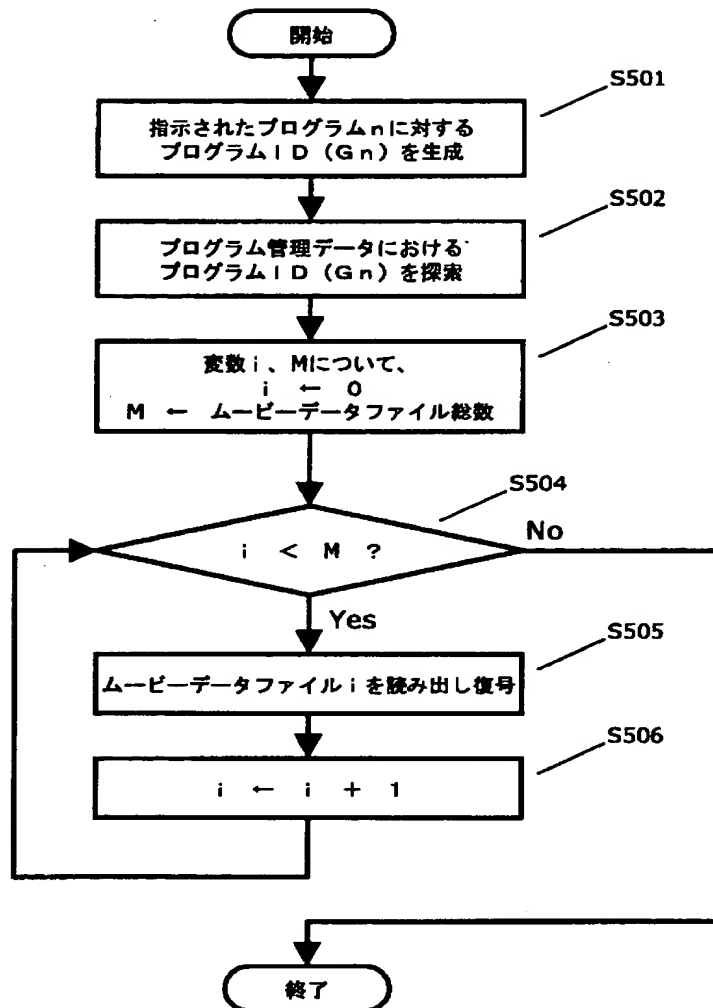 開始
S501
指示されたプログラムnに対する
プログラムID(Gn)を生成
S502
プログラム管理データにおける
プログラムID(Gn)を探索
S503
変数i、Mについて、
i ← 0
M ← ムービーデータファイル総数
S504
i < M ?
No
Yes
S505
ムービーデータファイルiを読み出し復号
S506
i ← i + 1
終了